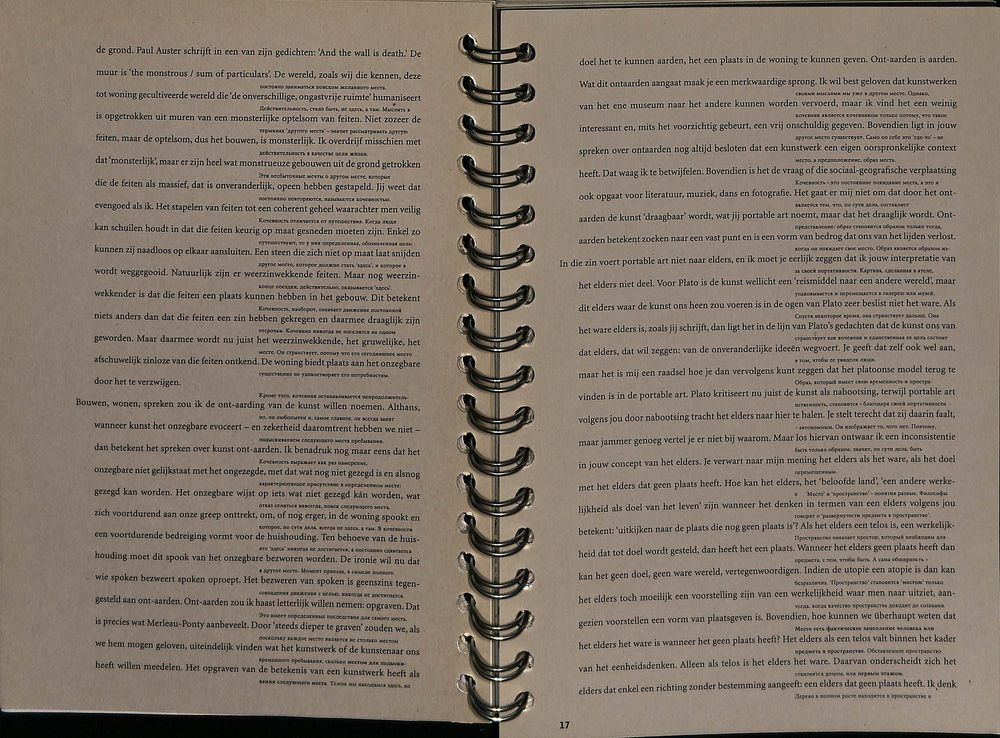 de grond. Paul Auster schrijft in een van zijn gedichten: 'And the wall is death.' De
muur is 'the monstrous / sum of particulars'. De wereld, zoals wij die kennen, deze
постоянно заниматься поиском желанного места.
tot woning gecultiveerde wereld die 'de onverschillige, ongastvrije ruimte' humaniseert
Действительность, стало быть, не здесь, а там. Мыслить в
is opgetrokken uit muren van een monsterlijke optelsom van feiten. Niet zozeer de
терминах 'другого места' – значит рассматривать другую
feiten, maar de optelsom, dus het bouwen, is monsterlijk. Ik overdrijf misschien met
действительность в качестве цели жизни.
dat 'monsterlijk', maar er zijn heel wat monstrueuze gebouwen uit de grond getrokken
Эти несбыточные мечты о другом месте, которые
die de feiten als massief, dat is onveranderlijk, opeen hebben gestapeld. Jij weet dat
постоянно повторяются, называются кочевностью.
evengoed als ik. Het stapelen van feiten tot een coherent geheel waarachter men veilig
Кочевность отличается от путешествия. Когда люди
kan schuilen houdt in dat die feiten keurig op maat gesneden moeten zijn. Enkel zo
путешествуют, то у них определенная, обозначенная цель:
kunnen zij naadloos op elkaar aansluiten. Een steen die zich niet op maat laat snijden
другое место, которое должно стать 'здесь', и которое в
wordt weggegooid. Natuurlijk zijn er weerzinwekkende feiten. Maar nog weerzin-
конце поездки, действительно, оказывается 'здесь'.
wekkender is dat die feiten een plaats kunnen hebben in het gebouw. Dit betekent
Кочевность, наоборот, означает движение постоянной
niets anders dan dat die feiten een zin hebben gekregen en daarmee draaglijk zijn
отсрочки. Кочевник никогда не поселится на одном
geworden. Maar daarmee wordt nu juist het weerzinwekkende, het gruwelijke, het
месте. Он странствует, потому что его сегодняшнее место
afschuwelijk zinloze van die feiten ontkend. De woning biedt plaats aan het onzegbare
существенно не удовлетворяет его потребностям.
door het te verzwijgen.
Кроме того, кочевник останавливается непродолжитель-
Bouwen, wonen, spreken zou ik de ont-aarding van de kunst willen noemen. Althans,
но, он любопытен и, самое главное, он всегда занят
wanneer kunst het onzegbare evoceert – en zekerheid daaromtrent hebben we niet –
подыскиванием следующего места пребывания.
dan betekent het spreken over kunst ont-aarden. Ik benadruk nog maar eens dat het
Кочевность выражает как раз намерение,
onzegbare niet gelijkstaat met het ongezegde, met dat wat nog niet gezegd is en alsnog
характеризующее присутствие в определенном месте:
gezegd kan worden. Het onzegbare wijst op iets wat niet gezegd kán worden, wat
отказ селиться навсегда, поиск следующего места,
zich voortdurend aan onze greep onttrekt, om, of nog erger, in de woning spookt en
которое, по сути дела, всегда не здесь, а там. В кочевности
een voortdurende bedreiging vormt voor de huishouding. Ten behoeve van de huis-
это 'здесь' никогда не достигается, а постоянно сдвигается
houding moet dit spook van het onzegbare bezworen worden. De ironie wil nu dat
в другое место. Момент приезда, в смысле полного
wie spoken bezweert spoken oproept. Het bezweren van spoken is geenszins tegen-
совпадения движения с целью, никогда не достигается.
gesteld aan ont-aarden. Ont-aarden zou ik haast letterlijk willen nemen: opgraven. Dat
Это имеет определенные последствия для самого места,
is precies wat Merleau-Ponty aanbeveelt. Door 'steeds dieper te graven' zouden we, als
поскольку каждое место является не столько местом
we hem mogen geloven, uiteindelijk vinden wat het kunstwerk of de kunstenaar ons
временного пребывания, сколько местом для подыски-
heeft willen meedelen. Het opgraven van de betekenis van een kunstwerk heeft als
вания следующего места. Телом мы находимся здесь, но
doel het te kunnen aarden, het een plaats in de woning te kunnen geven. Ont-aarden is aarden.
Wat dit ontaarden aangaat maak je een merkwaardige sprong. Ik wil best geloven dat kunstwerken
своими мыслями мы уже в другом месте. Однако,
van het ene museum naar het andere kunnen worden vervoerd, maar ik vind het een weinig
кочевник является кочевником только потому, что такое
interessant en, mits het voorzichtig gebeurt, een vrij onschuldig gegeven. Bovendien ligt in jouw
другое место существует. Само по себе это 'где-то' – не
spreken over ontaarden nog altijd besloten dat een kunstwerk een eigen oorspronkelijke context
место, а предположение, образ места.
heeft. Dat waag ik te betwijfelen. Bovendien is het de vraag of die sociaal-geografische verplaatsing
Кочевность – это постоянное покидание места, а это и
ook opgaat voor literatuur, muziek, dans en fotografie. Het gaat er mij niet om dat door het ont-
является тем, что, по сути дела, составляет
aarden de kunst 'draagbaar' wordt, wat jij portable art noemt, maar dat het draaglijk wordt. Ont-
представление: образ становится образом только тогда,
aarden betekent zoeken naar een vast punt en is een vorm van bedrog dat ons van het lijden verlost.
когда он покидает свое место. Образ является образом из-
In die zin voert portable art niet naar elders, en ik moet je eerlijk zeggen dat ik jouw interpretatie van
за своей портативности. Картина, сделанная в ателе,
het elders niet deel. Voor Plato is de kunst wellicht een 'reismiddel naar een andere wereld', maar
упаковывается и перемещается в галерею или музей.
dit elders waar de kunst ons heen zou voeren is in de ogen van Plato zeer beslist niet het ware. Als
Спустя некоторое время, она странствует дальше. Она
het ware elders is, zoals jij schrijft, dan ligt het in de lijn van Plato's gedachten dat de kunst ons van
странствует как кочевник и единственная ее цель состоит
dat elders, dat wil zeggen: van de onveranderlijke ideeën wegvoert. Je geeft dat zelf ook wel aan,
в том, чтобы ее увидели люди.
maar het is mij een raadsel hoe je dan vervolgens kunt zeggen dat het platoonse model terug te
Образ, который имеет свою временность и простра-
vinden is in de portable art. Plato kritiseert nu juist de kunst als nabootsing, terwijl portable art
нственность, становится - благодаря своей портативности
volgens jou door nabootsing tracht het elders naar hier te halen. Je stelt terecht dat zij daarin faalt,
- автономным. Он изображает то, чего нет. Поэтому,
maar jammer genoeg vertel je er niet bij waarom. Maar los hiervan ontwaar ik een inconsistentie
быть только образом, значит, по сути дела, быть
in jouw concept van het elders. Je verwart naar mijn mening het elders als het ware, als het doel
перемещенным.
met het elders dat geen plaats heeft. Hoe kan het elders, het 'beloofde land', 'een andere werke-
в 'Место' и 'пространство' – понятия разные. Философы
lijkheid als doel van het leven' zijn wanneer het denken in termen van een elders volgens jou
говорят о 'развернутости предмета в пространстве'.
betekent: 'uitkijken naar de plaats die nog geen plaats is'? Als het elders een telos is, een werkelijk-
Пространство означает простор, который необходим для
heid dat tot doel wordt gesteld, dan heeft het een plaats. Wanneer het elders geen plaats heeft dan
предмета, с тем, чтобы быть. А сама обширность -
kan het geen doel, geen ware wereld, vertegenwoordigen. Indien de utopie een atopie is dan kan
безразлична. 'Пространство' становится 'местом' только
het elders toch moeilijk een voorstelling zijn van een werkelijkheid waar men naar uitziet, aan-
тогда, когда качество пространства доходит до сознания.
gezien voorstellen een vorm van plaatsgeven is. Bovendien, hoe kunnen we überhaupt weten dat
Место есть фактическое зацепление человека или
het elders het ware is wanneer het geen plaats heeft? Het elders als een telos valt binnen het kader
предмета в пространстве. Обставленное пространство
van het eenheidsdenken. Alleen als telos is het elders het ware. Daarvan onderscheidt zich het
становится домом, или первым этажом.
elders dat enkel een richting zonder bestemming aangeeft: een elders dat geen plaats heeft. Ik denk
Дерево в полном росте находится в пространстве и
17